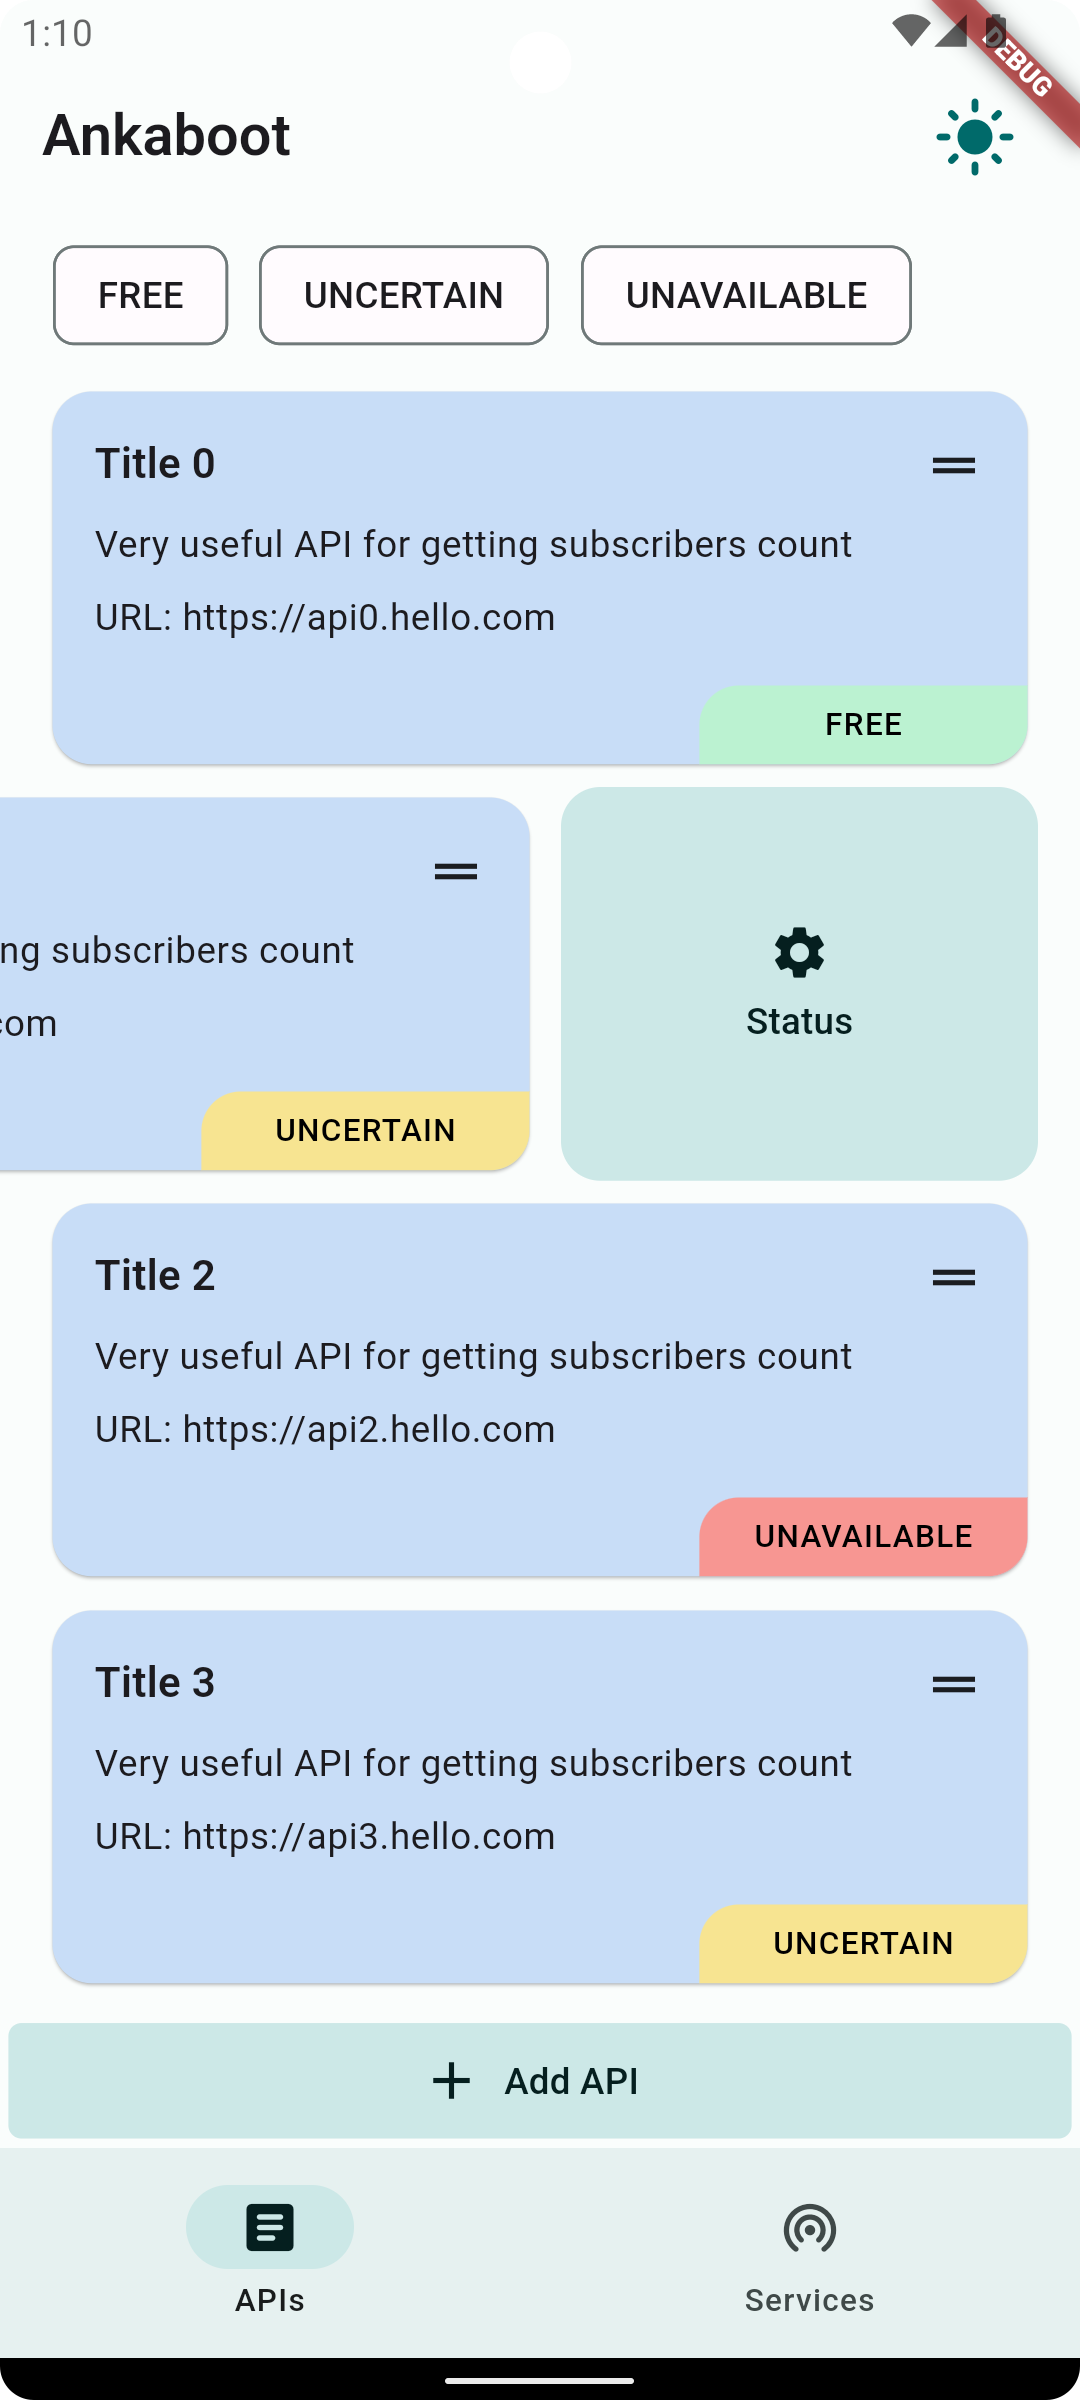 1:10
DEBUG
Ankaboot
FREE
UNCERTAIN
UNAVAILABLE
Title 0
Very useful API for getting subscribers count
URL: https://api0.hello.com
FREE
ng subscribers count
com
UNCERTAIN
Status
Title 2
Very useful API for getting subscribers count
URL: https://api2.hello.com
UNAVAILABLE
Title 3
Very useful API for getting subscribers count
URL: https://api3.hello.com
UNCERTAIN
Add API
APIs
Services